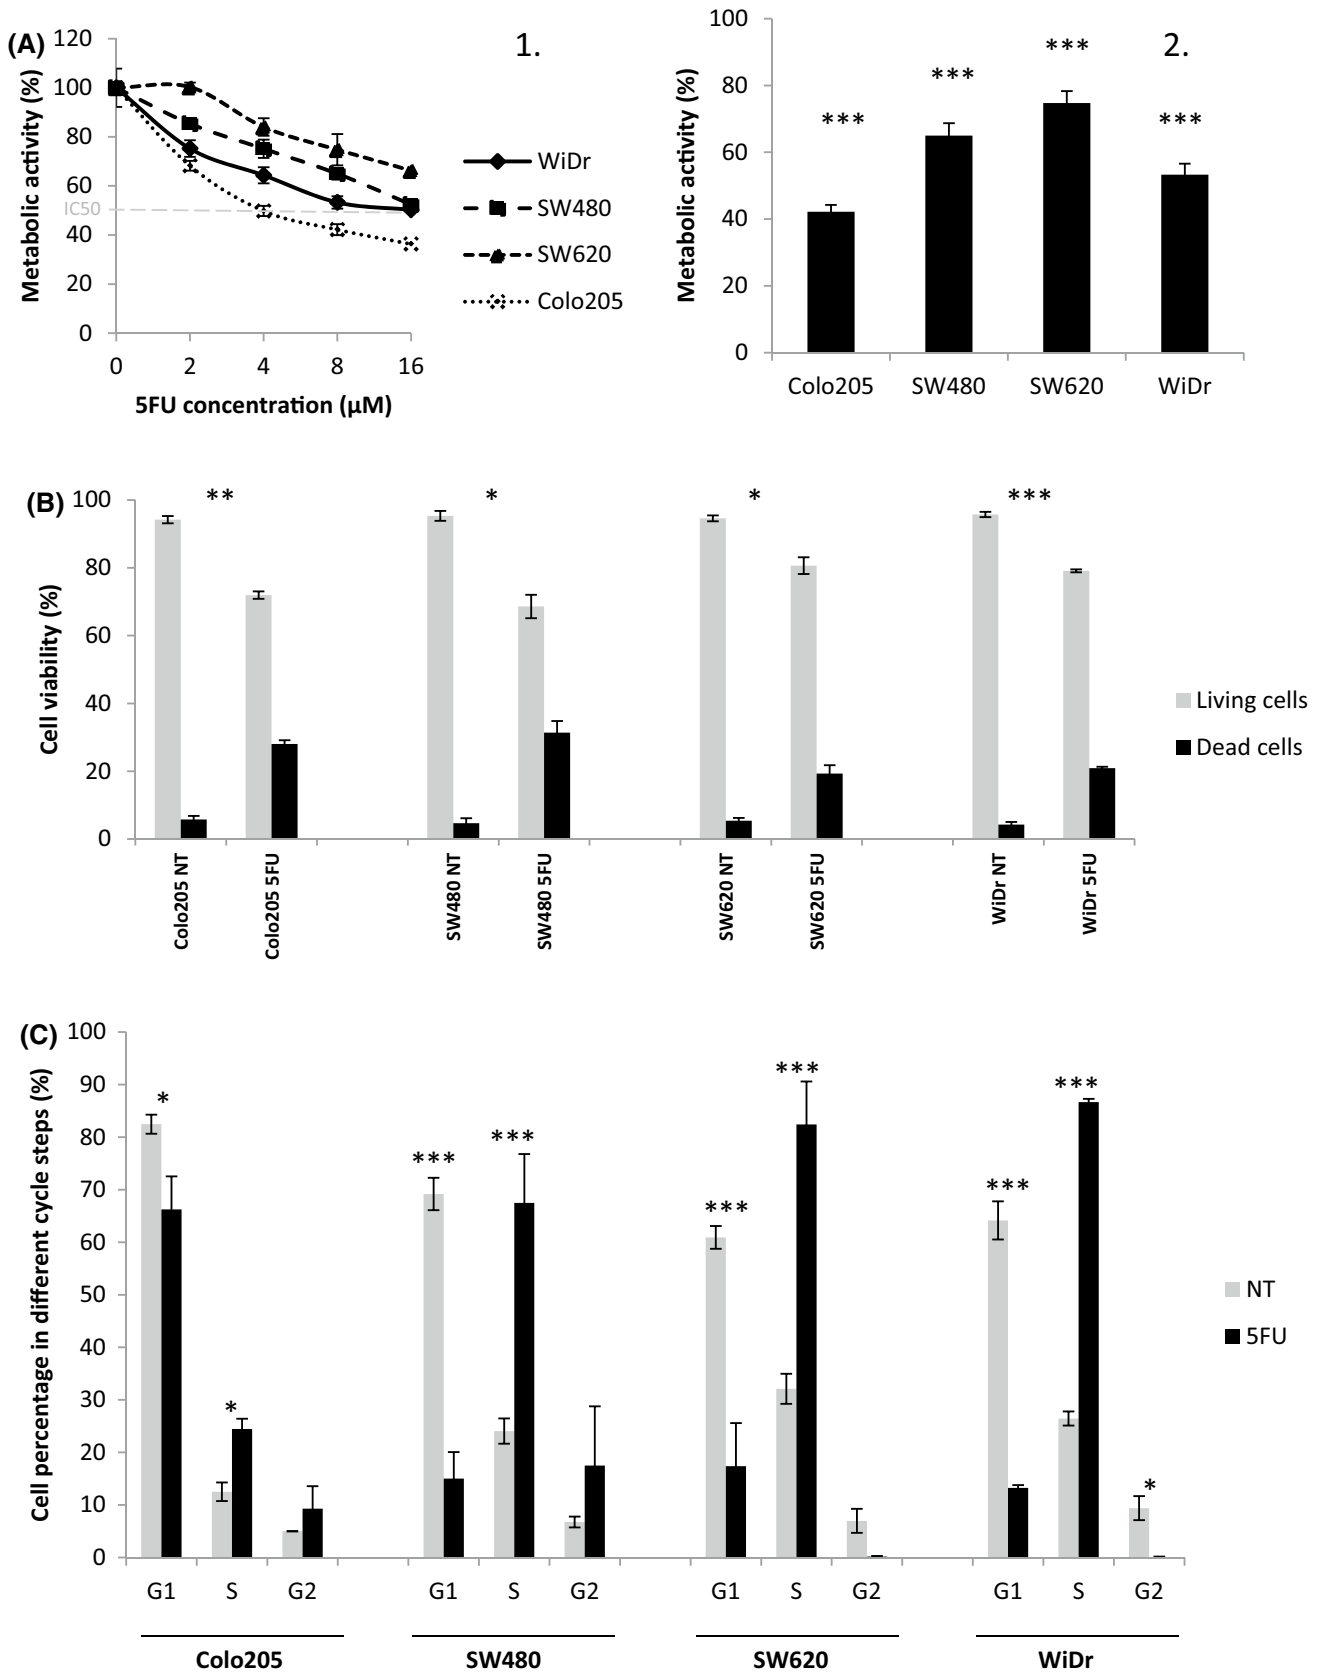 (A)
1.
Metabolic activity (%)
120
100
80
60
IC50
40
20
0
0 2 4 8 16
5FU concentration (µM)
WiDr
SW480
SW620
Colo205
2.
Metabolic activity (%)
100
80
60
40
20
0
*** *** *** ***
Colo205 SW480 SW620 WiDr
(B)
Cell viability (%)
100
80
60
40
20
0
** * * ***
Colo205 NT
Colo205 5FU
SW480 NT
SW480 5FU
SW620 NT
SW620 5FU
WiDr NT
WiDr 5FU
Living cells
Dead cells
(C)
Cell percentage in different cycle steps (%)
100
90
80
70
60
50
40
30
20
10
0
* * *** *** *** *** *** *** *
G1 S G2 G1 S G2 G1 S G2 G1 S G2
Colo205 SW480 SW620 WiDr
NT
5FU